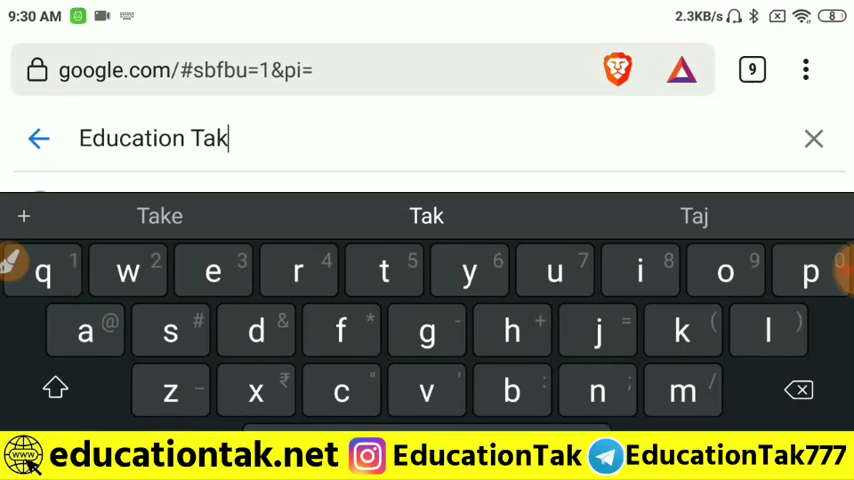 9:30 AM 2.3KB/s 8
google.com/#sbfbu=1&pi= 9
Education Tak
+ Take Tak Taj
q 1 w 2 e 3 r 4 t 5 y 6 u 7 i 8 o 9 p 0
a @ s # d & f * g - h + j = k ( l )
z _ x ₹ c " v ' b : n ; m /
www educationtak.net EducationTak EducationTak777